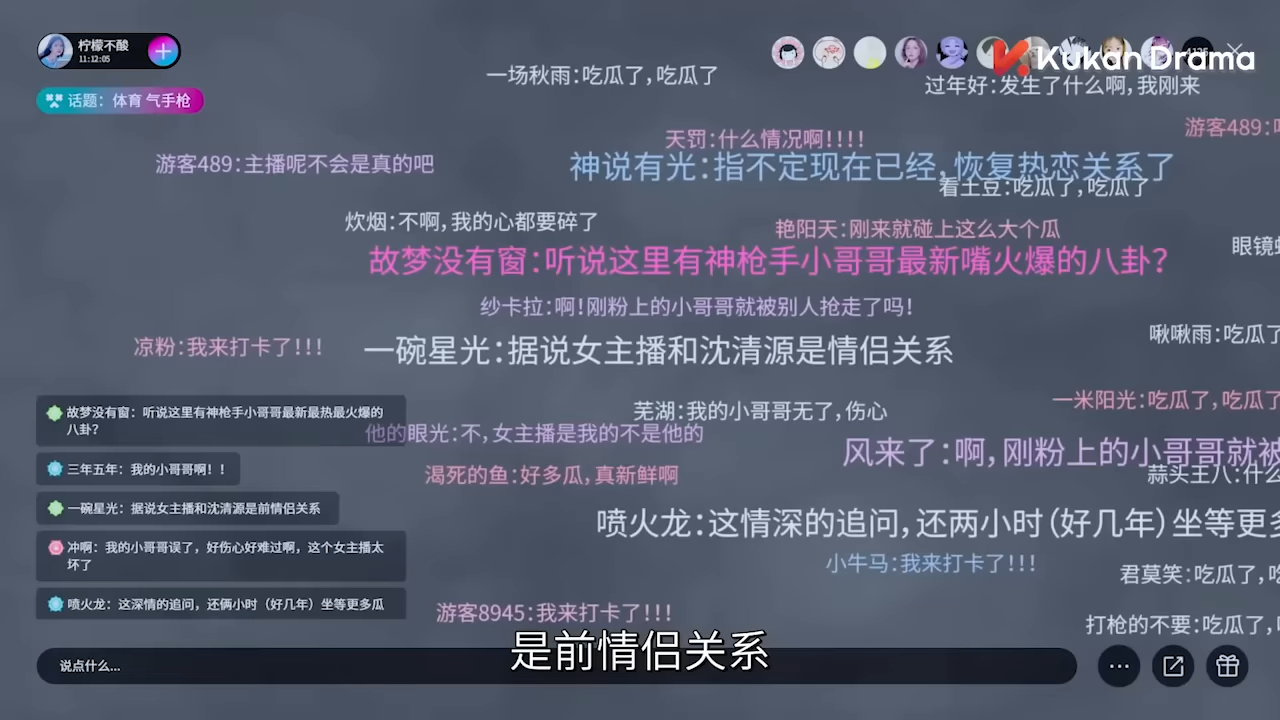 柠檬不酸
11:12:05
Kukan Drama
话题：体育 气手枪
一场秋雨：吃瓜了，吃瓜了
过年好：发生了什么啊，我刚来
游客489：
天罚：什么情况啊！！！！
游客489：主播呢不会是真的吧
神说有光：指不定现在已经，恢复热恋关系了
看土豆：吃瓜了，吃瓜了
炊烟：不啊，我的心都要碎了
艳阳天：刚来就碰上这么大个瓜
眼镜
故梦没有窗：听说这里有神枪手小哥哥最新嘴火爆的八卦？
纱卡拉：啊！刚粉上的小哥哥就被别人抢走了吗！
啾啾雨：吃瓜了
凉粉：我来打卡了！！！
一碗星光：据说女主播和沈清源是情侣关系
一米阳光：吃瓜了，吃瓜了
芜湖：我的小哥哥无了，伤心
故梦没有窗：听说这里有神枪手小哥哥最新最热最火爆的
八卦？
他的眼光：不，女主播是我的不是他的
风来了：啊，刚粉上的小哥哥就被
三年五年：我的小哥哥啊！！
渴死的鱼：好多瓜，真新鲜啊
蒜头王八：什
一碗星光：据说女主播和沈清源是前情侣关系
喷火龙：这情深的追问，还两小时（好几年）坐等更多
冲啊：我的小哥哥误了，好伤心好难过啊，这个女主播太
坏了
小牛马：我来打卡了！！！
君莫笑：吃瓜了，
喷火龙：这深情的追问，还俩小时（好几年）坐等更多瓜
游客8945：我来打卡了！！！
打枪的不要：吃瓜了，
是前情侣关系
说点什么...